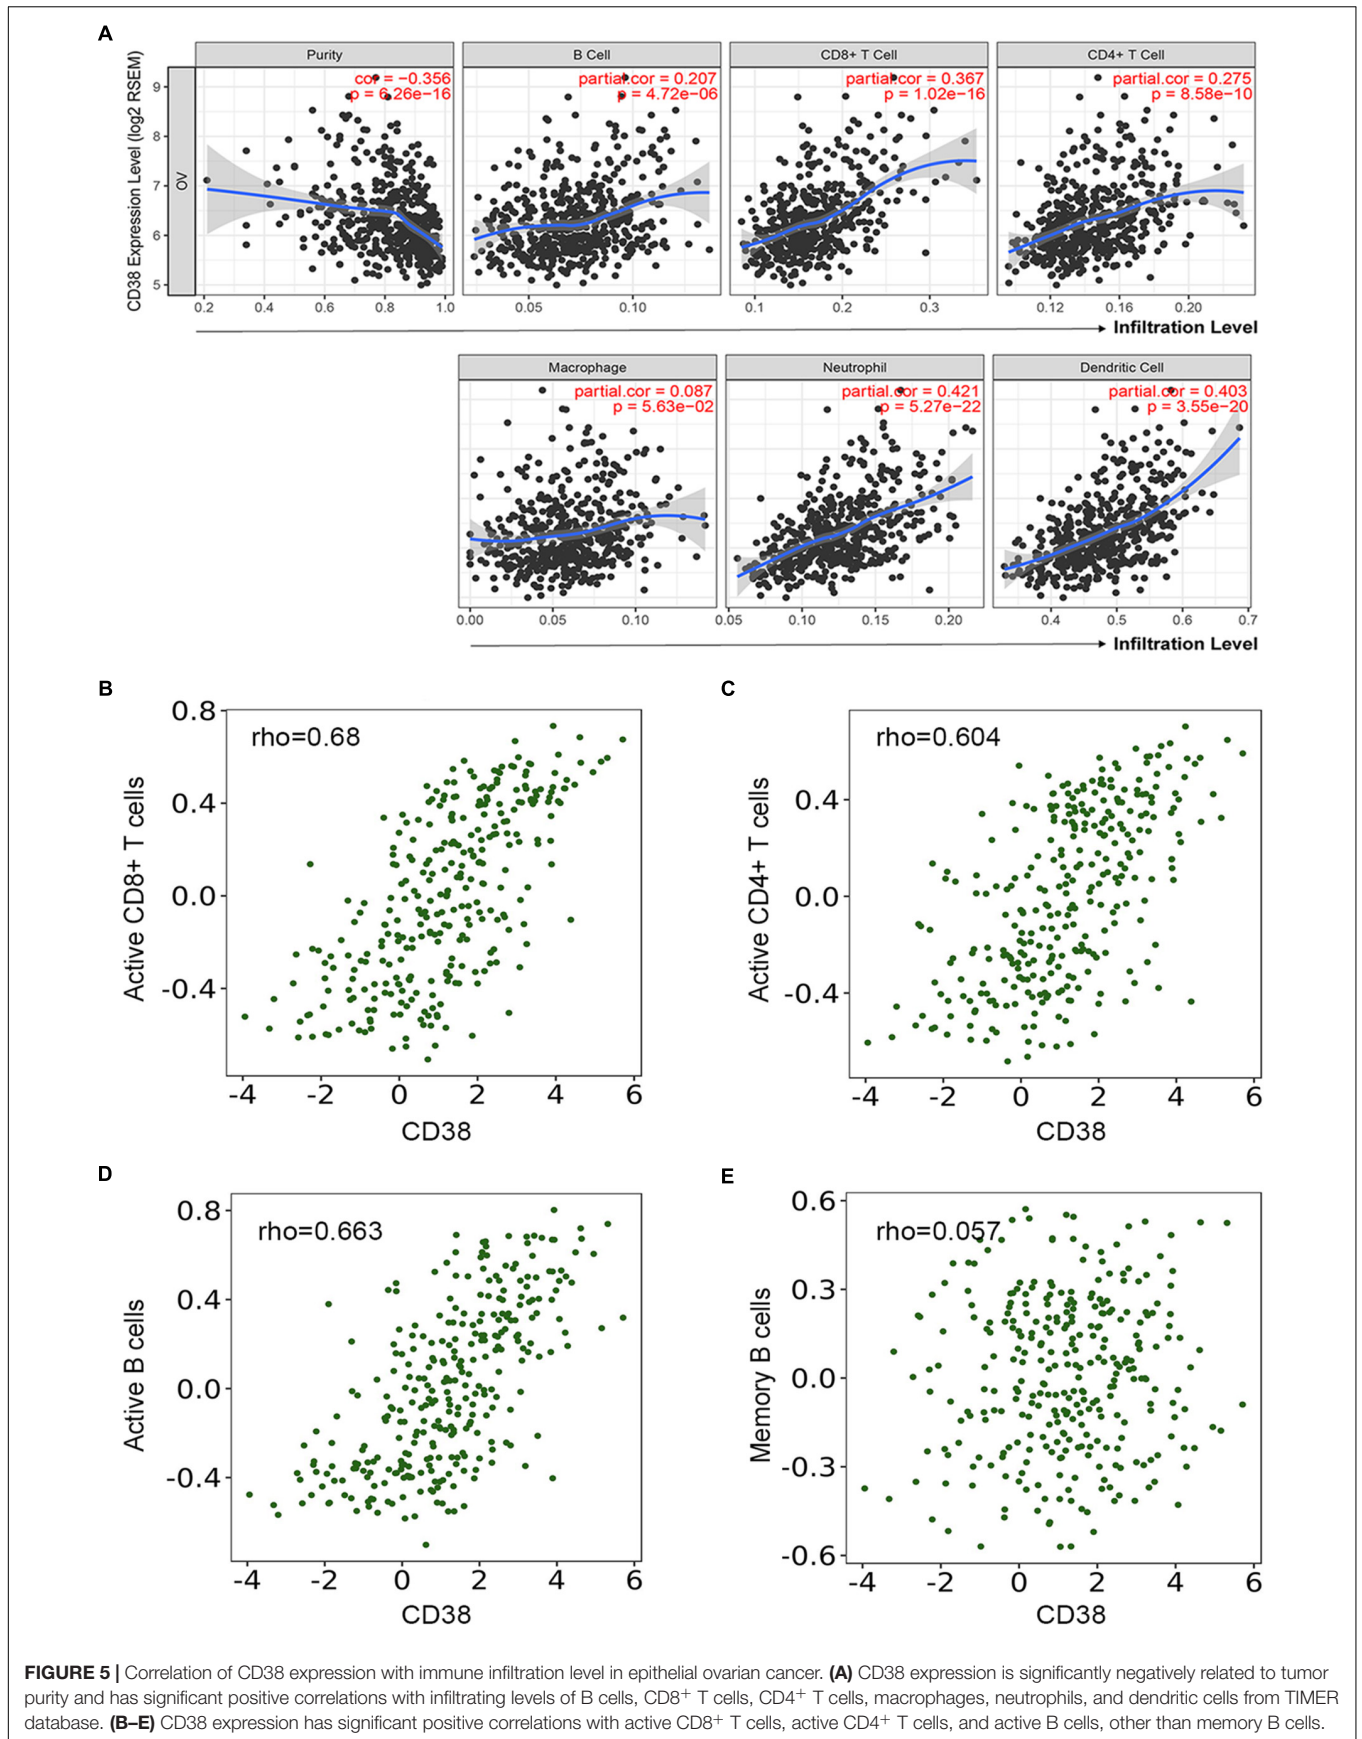 A
Purity
B Cell
CD8+ T Cell
CD4+ T Cell
cor = −0.356
p = 6.26e−16
partial.cor = 0.207
p = 4.72e−06
partial.cor = 0.367
p = 1.02e−16
partial.cor = 0.275
p = 8.58e−10
CD38 Expression Level (log2 RSEM)
OV
9
8
7
6
5
0.2 0.4 0.6 0.8 1.0
0.05 0.10
0.1 0.2 0.3
0.12 0.16 0.20
Infiltration Level
Macrophage
Neutrophil
Dendritic Cell
partial.cor = 0.087
p = 5.63e−02
partial.cor = 0.421
p = 5.27e−22
partial.cor = 0.403
p = 3.55e−20
0.00 0.05 0.10
0.05 0.10 0.15 0.20
0.4 0.5 0.6 0.7
Infiltration Level
B
rho=0.68
Active CD8+ T cells
0.8
0.4
0.0
-0.4
-4 -2 0 2 4 6
CD38
C
rho=0.604
Active CD4+ T cells
0.4
0.0
-0.4
-4 -2 0 2 4 6
CD38
D
rho=0.663
Active B cells
0.8
0.4
0.0
-0.4
-4 -2 0 2 4 6
CD38
E
rho=0.057
Memory B cells
0.6
0.3
0.0
-0.3
-0.6
-4 -2 0 2 4 6
CD38
FIGURE 5 | Correlation of CD38 expression with immune infiltration level in epithelial ovarian cancer. (A) CD38 expression is significantly negatively related to tumor
purity and has significant positive correlations with infiltrating levels of B cells, CD8+ T cells, CD4+ T cells, macrophages, neutrophils, and dendritic cells from TIMER
database. (B–E) CD38 expression has significant positive correlations with active CD8+ T cells, active CD4+ T cells, and active B cells, other than memory B cells.